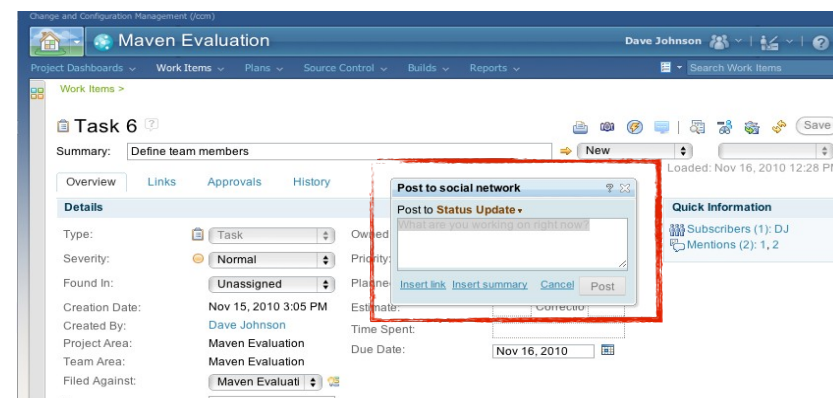 Change and Configuration Management (/ccm)
Maven Evaluation
Dave Johnson
Project Dashboards Work Items Plans Source Control Builds Reports
Search Work Items
Work Items >
Task 6
Save
Summary: Define team members
New
Loaded: Nov 16, 2010 12:28 PM
Overview Links Approvals History
Details
Type: Task
Severity: Normal
Found In: Unassigned
Creation Date: Nov 15, 2010 3:05 PM
Created By: Dave Johnson
Project Area: Maven Evaluation
Team Area: Maven Evaluation
Filed Against: Maven Evaluati
Owned
Priority:
Planne
Estimate: Correctio
Time Spent:
Due Date: Nov 16, 2010
Post to social network
Post to Status Update
What are you working on right now?
Insert link Insert summary Cancel Post
Quick Information
Subscribers (1): DJ
Mentions (2): 1, 2